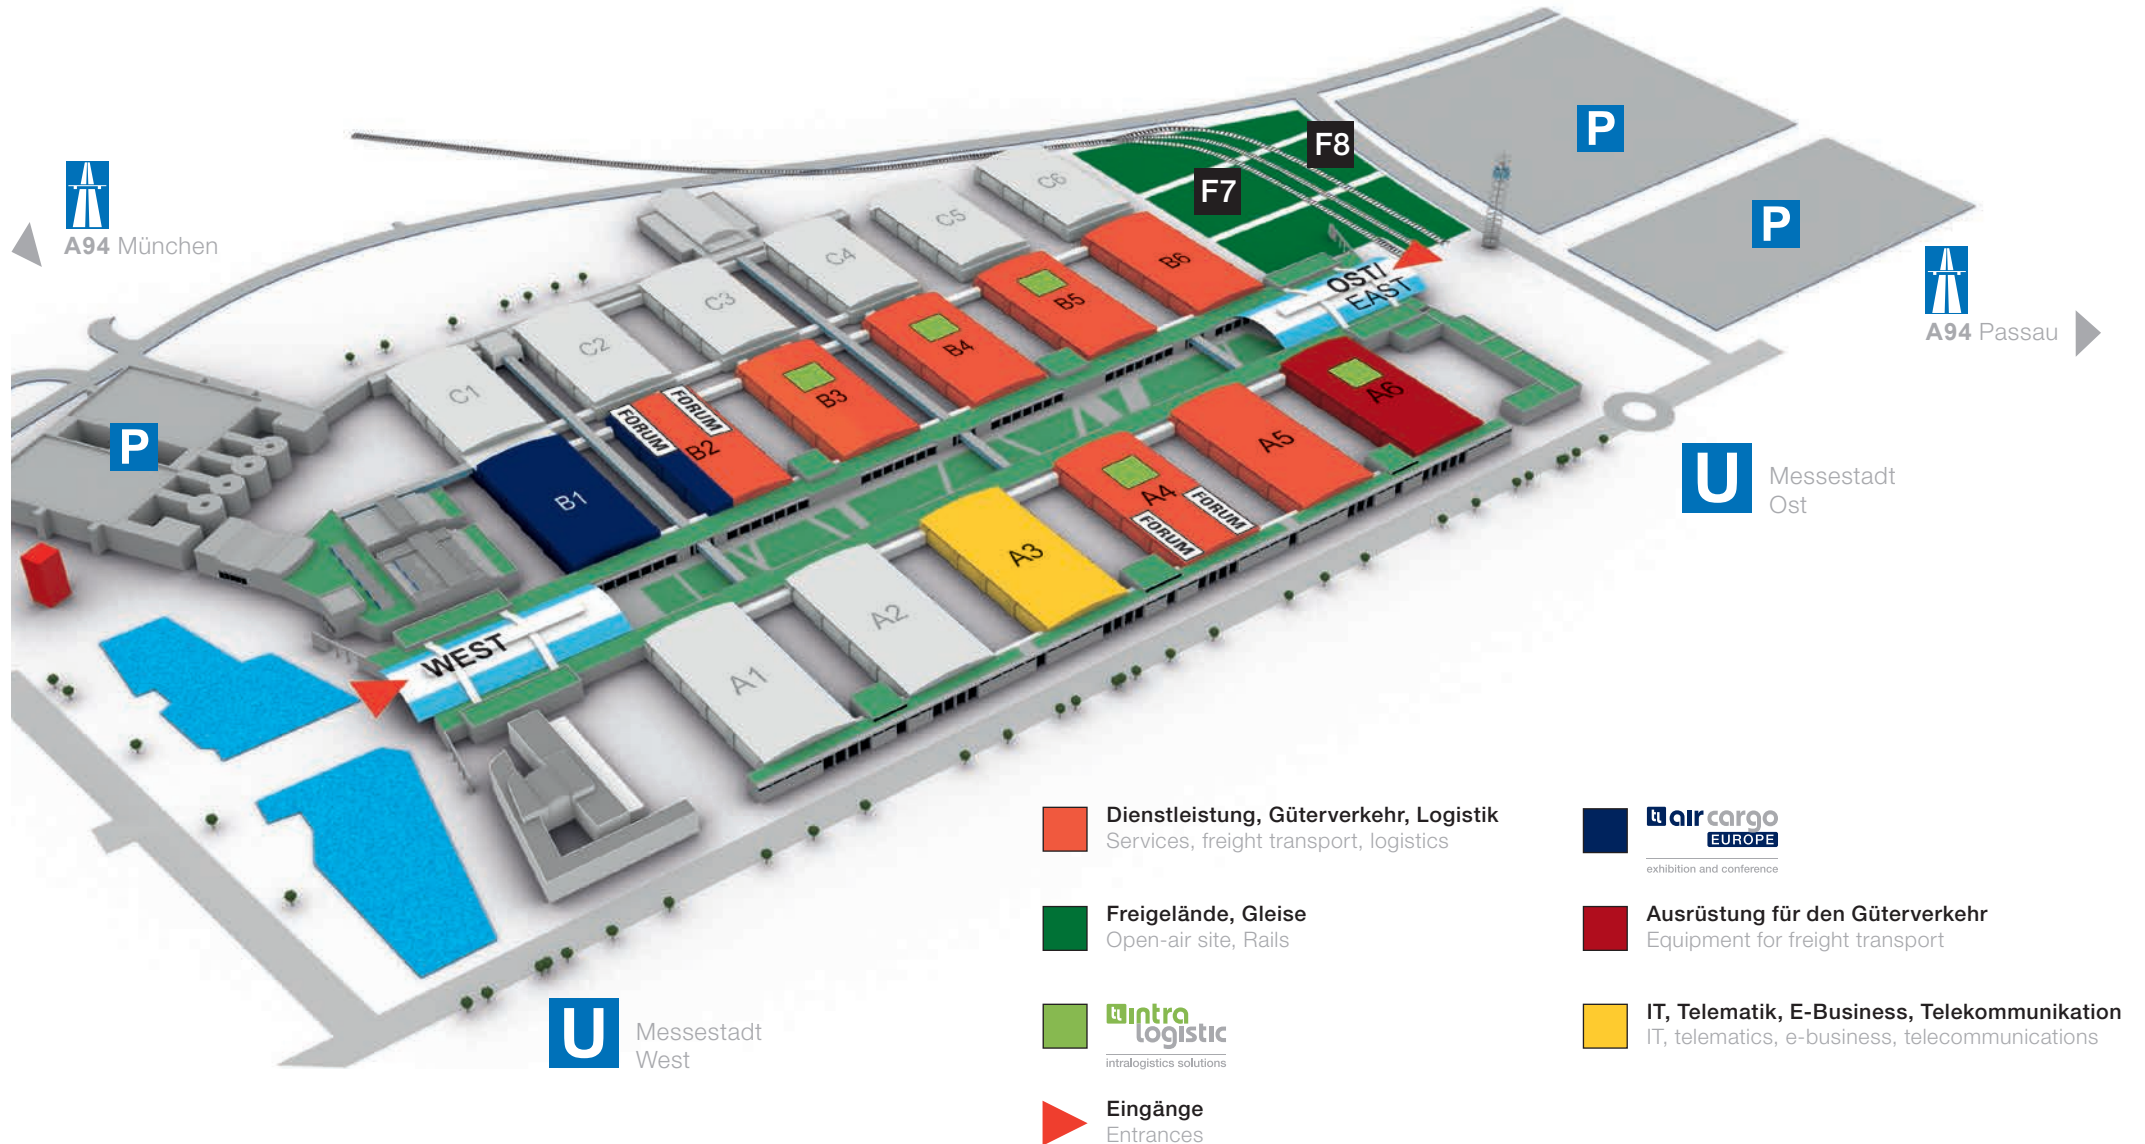 P
F8
F7
P
P
A94 München
A94 Passau
C6
C5
C4
C3
C2
C1
B6
B5
B4
B3
FORUM
FORUM
B2
B1
OST/
EAST
A6
A5
A4
FORUM
FORUM
A3
A2
A1
WEST
U
Messestadt
Ost
U
Messestadt
West
Dienstleistung, Güterverkehr, Logistik
Services, freight transport, logistics
Freigelände, Gleise
Open-air site, Rails
tl intra
logistic
intralogistics solutions
Eingänge
Entrances
tl air cargo
EUROPE
exhibition and conference
Ausrüstung für den Güterverkehr
Equipment for freight transport
IT, Telematik, E-Business, Telekommunikation
IT, telematics, e-business, telecommunications